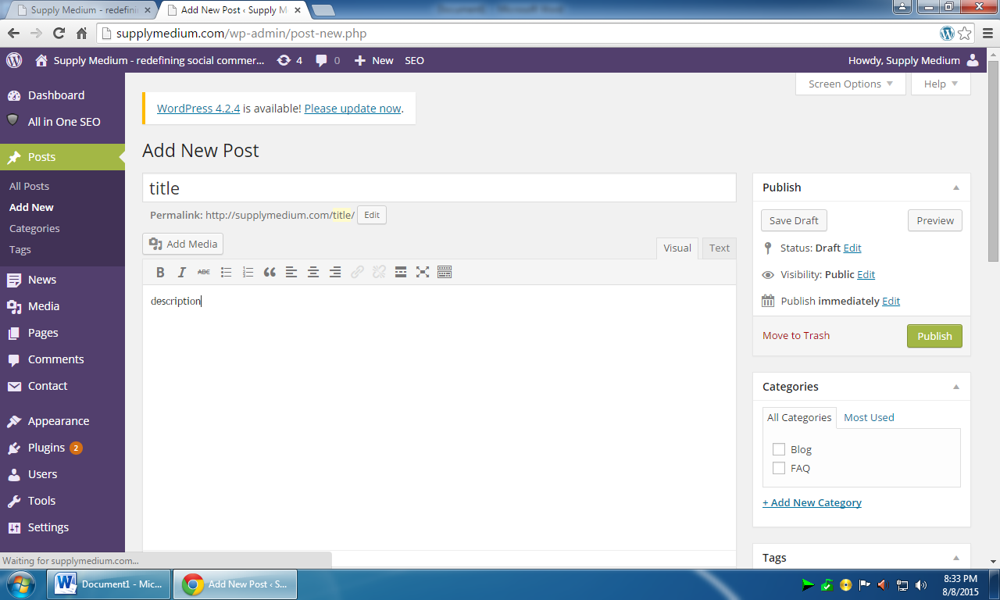 Supply Medium - redefini
Add New Post ‹ Supply M
supplymedium.com/wp-admin/post-new.php
Supply Medium - redefining social commer...
4
0
New
SEO
Howdy, Supply Medium
Dashboard
All in One SEO
Posts
All Posts
Add New
Categories
Tags
News
Media
Pages
Comments
Contact
Appearance
Plugins 2
Users
Tools
Settings
Screen Options
Help
WordPress 4.2.4 is available! Please update now.
Add New Post
title
Permalink: http://supplymedium.com/title/ Edit
Add Media
Visual
Text
B I ABC
description
Publish
Save Draft
Preview
Status: Draft Edit
Visibility: Public Edit
Publish immediately Edit
Move to Trash
Publish
Categories
All Categories
Most Used
Blog
FAQ
+ Add New Category
Tags
Waiting for supplymedium.com...
Document1 - Mic...
Add New Post ‹ S...
8:33 PM
8/8/2015